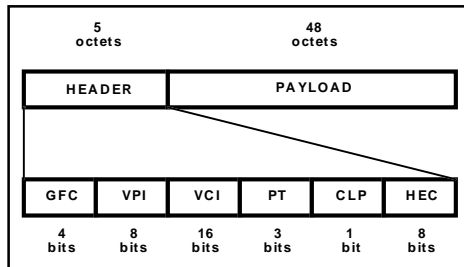 5 48
octets octets
HEADER PAYLOAD
GFC VPI VCI PT CLP HEC
4 8 16 3 1 8
bits bits bits bits bit bits